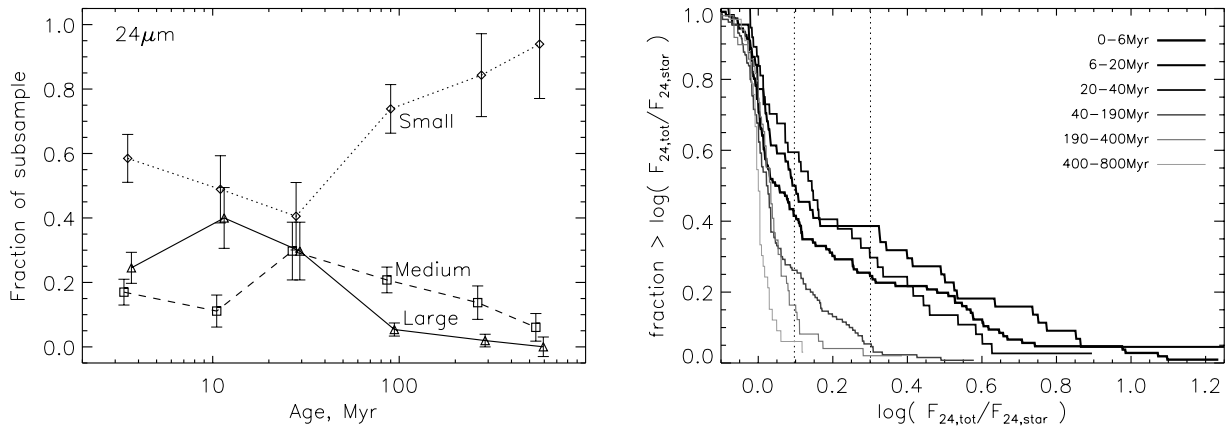 24μm
Small
Medium
Large
Fraction of subsample
1.0
0.8
0.6
0.4
0.2
0.0
10
100
Age, Myr
fraction > log( F24,tot/F24,star)
1.0
0.8
0.6
0.4
0.2
0.0
0-6Myr
6-20Myr
20-40Myr
40-190Myr
190-400Myr
400-800Myr
0.0 0.2 0.4 0.6 0.8 1.0 1.2
log( F24,tot/F24,star)